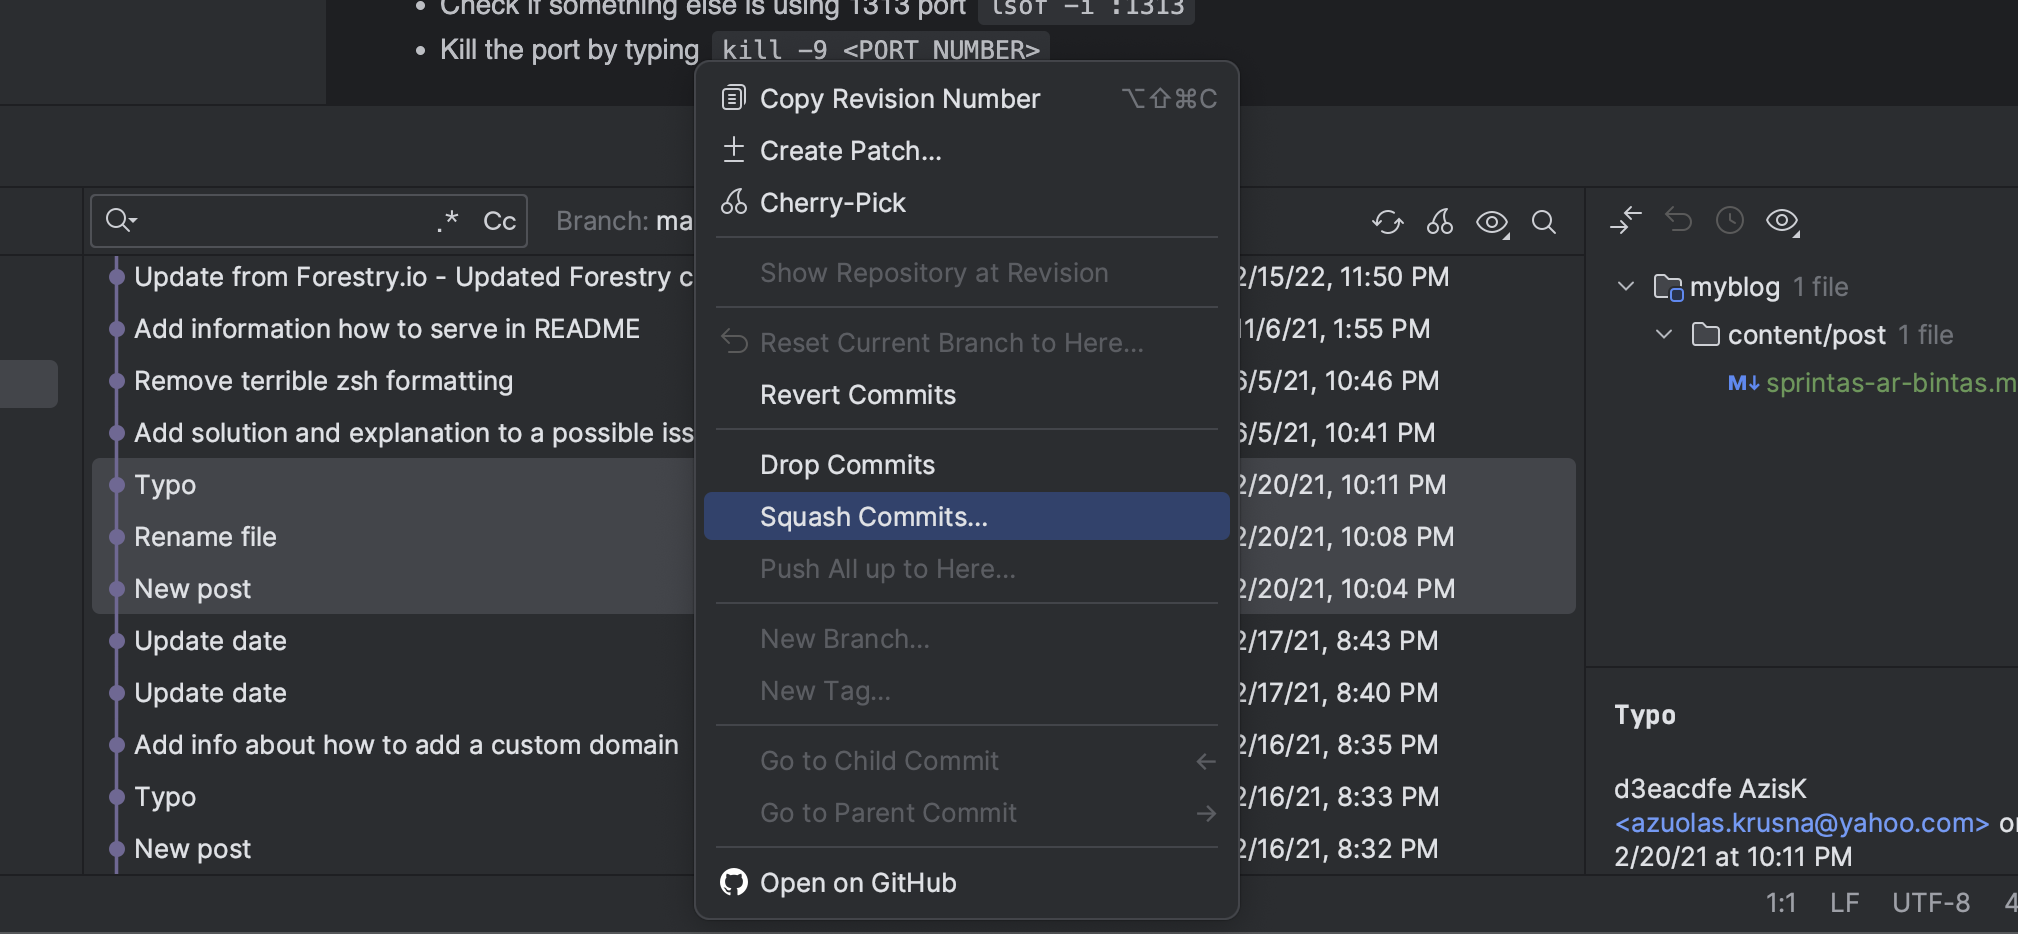 Check if something else is using 1313 port lsof -i :1313
Kill the port by typing kill -9 <PORT NUMBER>
Copy Revision Number ⌥⇧⌘C
Create Patch...
Cherry-Pick
Show Repository at Revision
Reset Current Branch to Here...
Revert Commits
Drop Commits
Squash Commits...
Push All up to Here...
New Branch...
New Tag...
Go to Child Commit ←
Go to Parent Commit →
Open on GitHub
.* Cc Branch: ma
Update from Forestry.io - Updated Forestry c 2/15/22, 11:50 PM
Add information how to serve in README 11/6/21, 1:55 PM
Remove terrible zsh formatting 6/5/21, 10:46 PM
Add solution and explanation to a possible iss 6/5/21, 10:41 PM
Typo 2/20/21, 10:11 PM
Rename file 2/20/21, 10:08 PM
New post 2/20/21, 10:04 PM
Update date 2/17/21, 8:43 PM
Update date 2/17/21, 8:40 PM
Add info about how to add a custom domain 2/16/21, 8:35 PM
Typo 2/16/21, 8:33 PM
New post 2/16/21, 8:32 PM
myblog 1 file
content/post 1 file
M↓ sprintas-ar-bintas.m
Typo
d3eacdfe AzisK
<azuolas.krusna@yahoo.com> on
2/20/21 at 10:11 PM
1:1 LF UTF-8 4